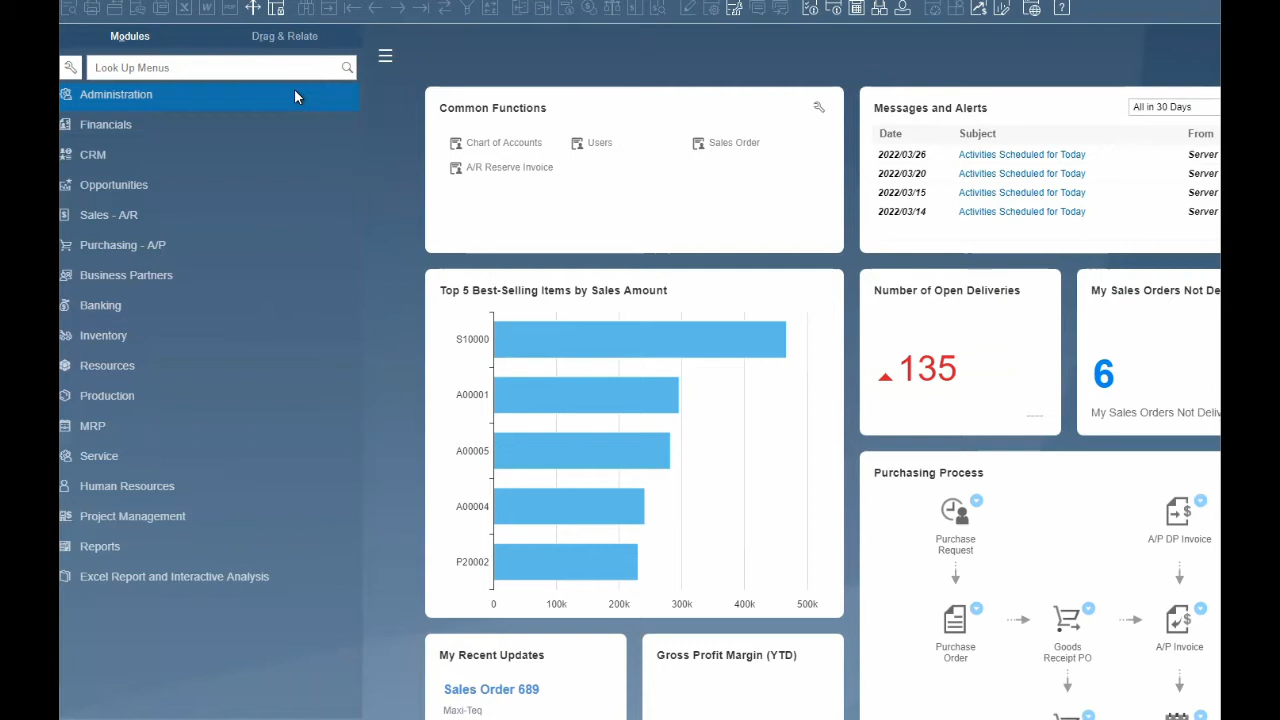 Modules
Drag & Relate
Look Up Menus
Administration
Financials
CRM
Opportunities
Sales - A/R
Purchasing - A/P
Business Partners
Banking
Inventory
Resources
Production
MRP
Service
Human Resources
Project Management
Reports
Excel Report and Interactive Analysis
Common Functions
Chart of Accounts
Users
Sales Order
A/R Reserve Invoice
Messages and Alerts
All in 30 Days
Date Subject From
2022/03/26 Activities Scheduled for Today Server
2022/03/20 Activities Scheduled for Today Server
2022/03/15 Activities Scheduled for Today Server
2022/03/14 Activities Scheduled for Today Server
Top 5 Best-Selling Items by Sales Amount
S10000
A00001
A00005
A00004
P20002
0 100k 200k 300k 400k 500k
Number of Open Deliveries
135
My Sales Orders Not De
6
My Sales Orders Not Deliv
Purchasing Process
Purchase
Request
A/P DP Invoice
Purchase
Order
Goods
Receipt PO
A/P Invoice
My Recent Updates
Sales Order 689
Maxi-Teq
Gross Profit Margin (YTD)